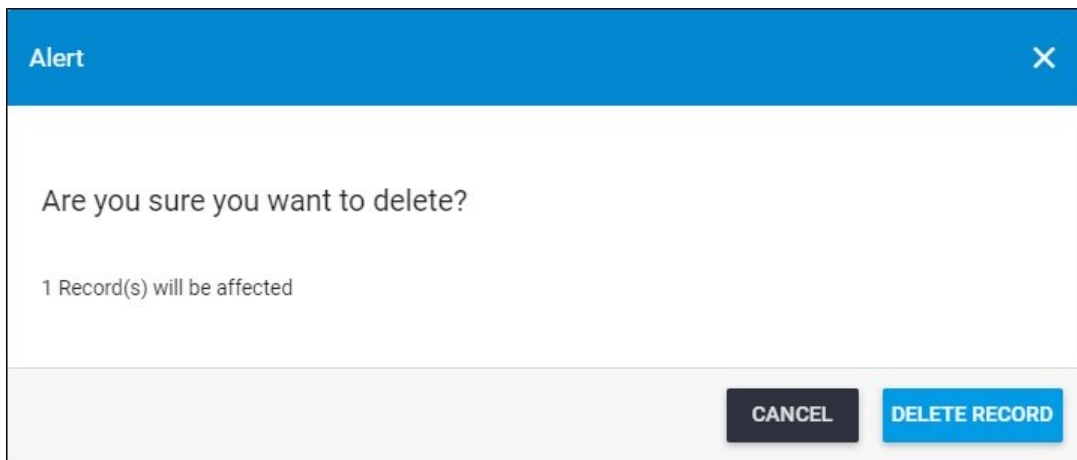 Alert
Are you sure you want to delete?
1 Record(s) will be affected
CANCEL DELETE RECORD